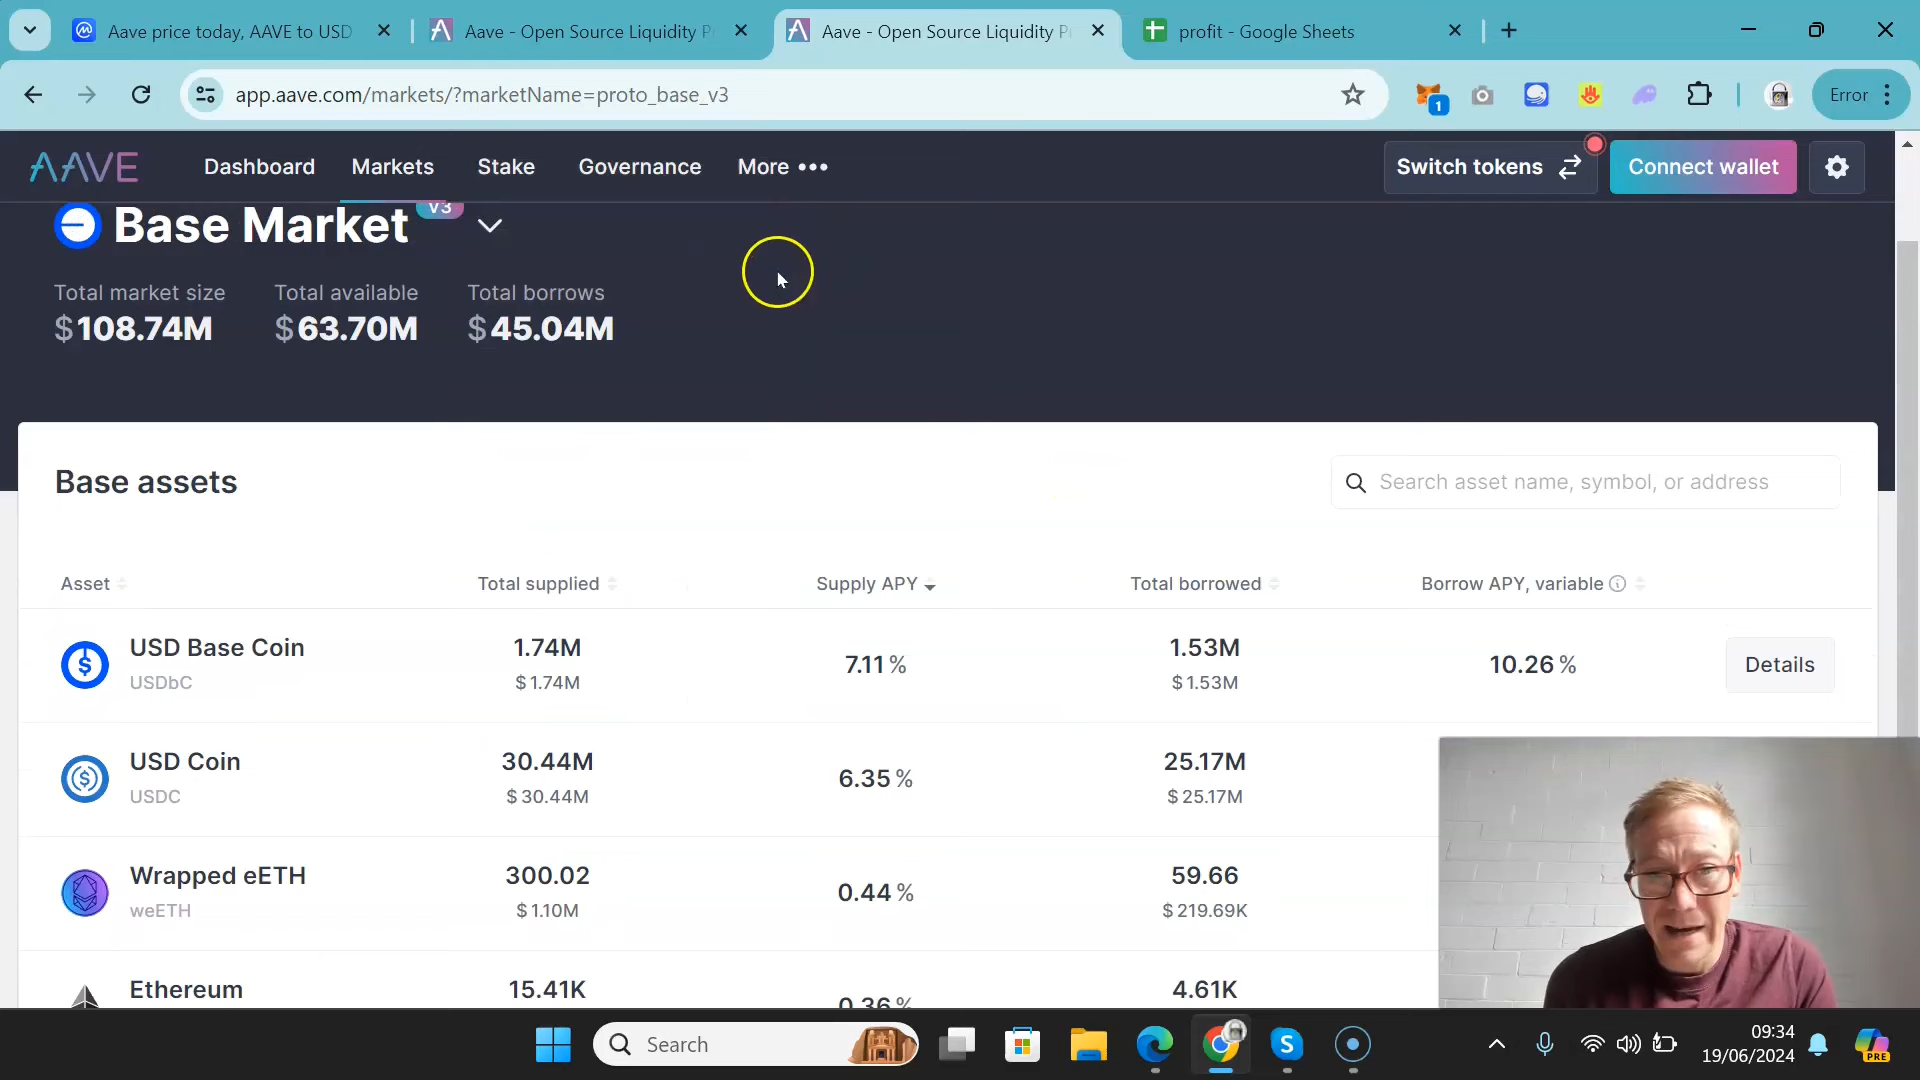 Aave price today, AAVE to USD
Aave - Open Source Liquidity P
Aave - Open Source Liquidity P
profit - Google Sheets
app.aave.com/markets/?marketName=proto_base_v3
1
Error
AAVE
Dashboard
Markets
Stake
Governance
More
Switch tokens
Connect wallet
Base Market
V3
Total market size
Total available
Total borrows
$108.74M
$63.70M
$45.04M
Base assets
Search asset name, symbol, or address
Asset
Total supplied
Supply APY
Total borrowed
Borrow APY, variable
USD Base Coin
USDbC
1.74M
$1.74M
7.11%
1.53M
$1.53M
10.26%
Details
USD Coin
USDC
30.44M
$30.44M
6.35%
25.17M
$25.17M
Wrapped eETH
weETH
300.02
$1.10M
0.44%
59.66
$219.69K
Ethereum
15.41K
0.36%
4.61K
Search
09:34
19/06/2024
PRE